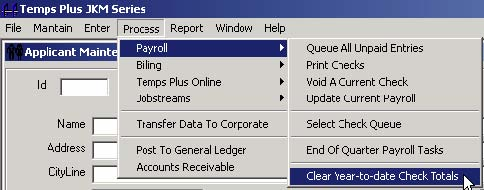 Temps Plus JKM Series
File Mantain Enter Process Report Window Help
Applicant Mainte
Payroll
Billing
Temps Plus Online
Jobstreams
Transfer Data To Corporate
Post To General Ledger
Accounts Receivable
Queue All Unpaid Entries
Print Checks
Void A Current Check
Update Current Payroll
Select Check Queue
End Of Quarter Payroll Tasks
Clear Year-to-date Check Totals
Id
Name
Address
CityLine